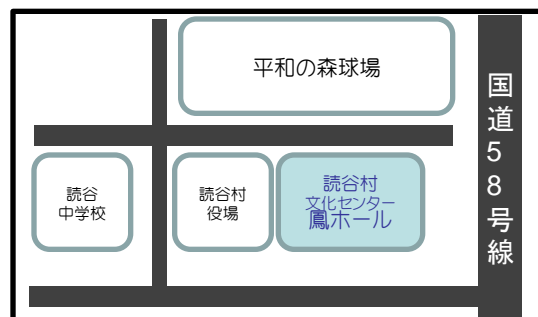 平和の森球場
国道58号線
読谷
中学校
読谷村
役場
読谷村
文化センター
鳳ホール